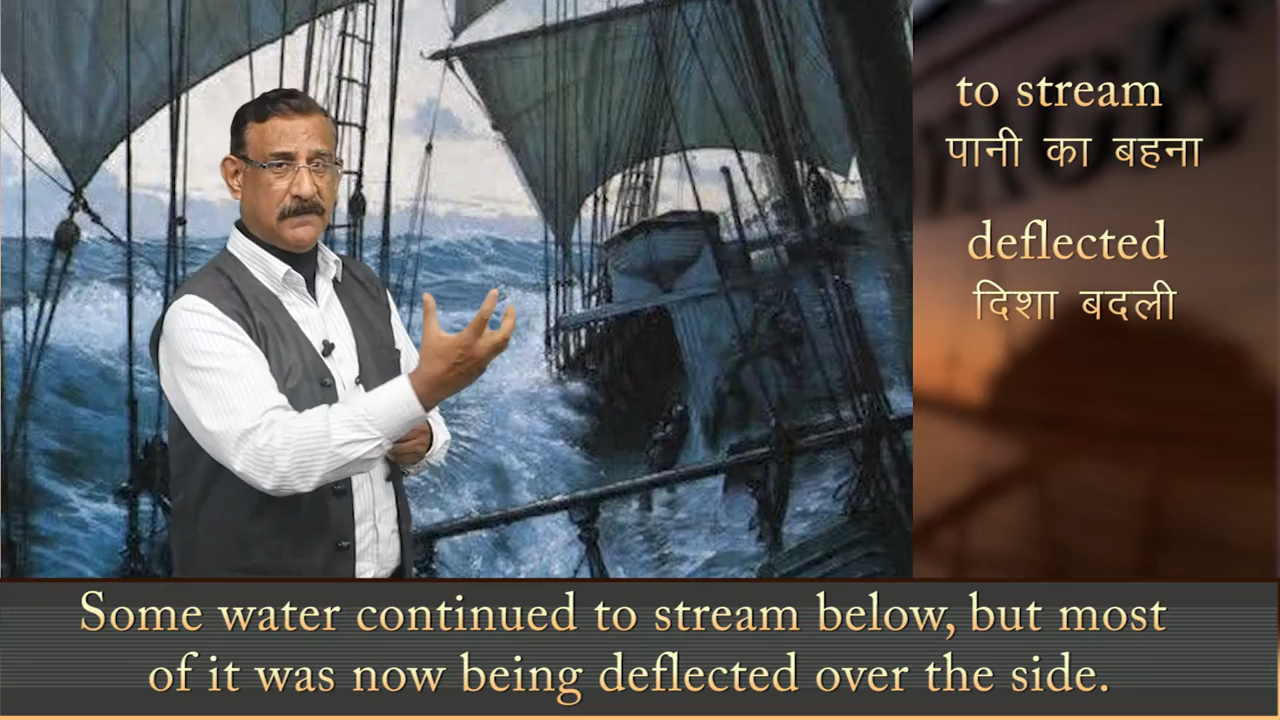 to stream
पानी का बहना
deflected
दिशा बदली
Some water continued to stream below, but most
of it was now being deflected over the side.